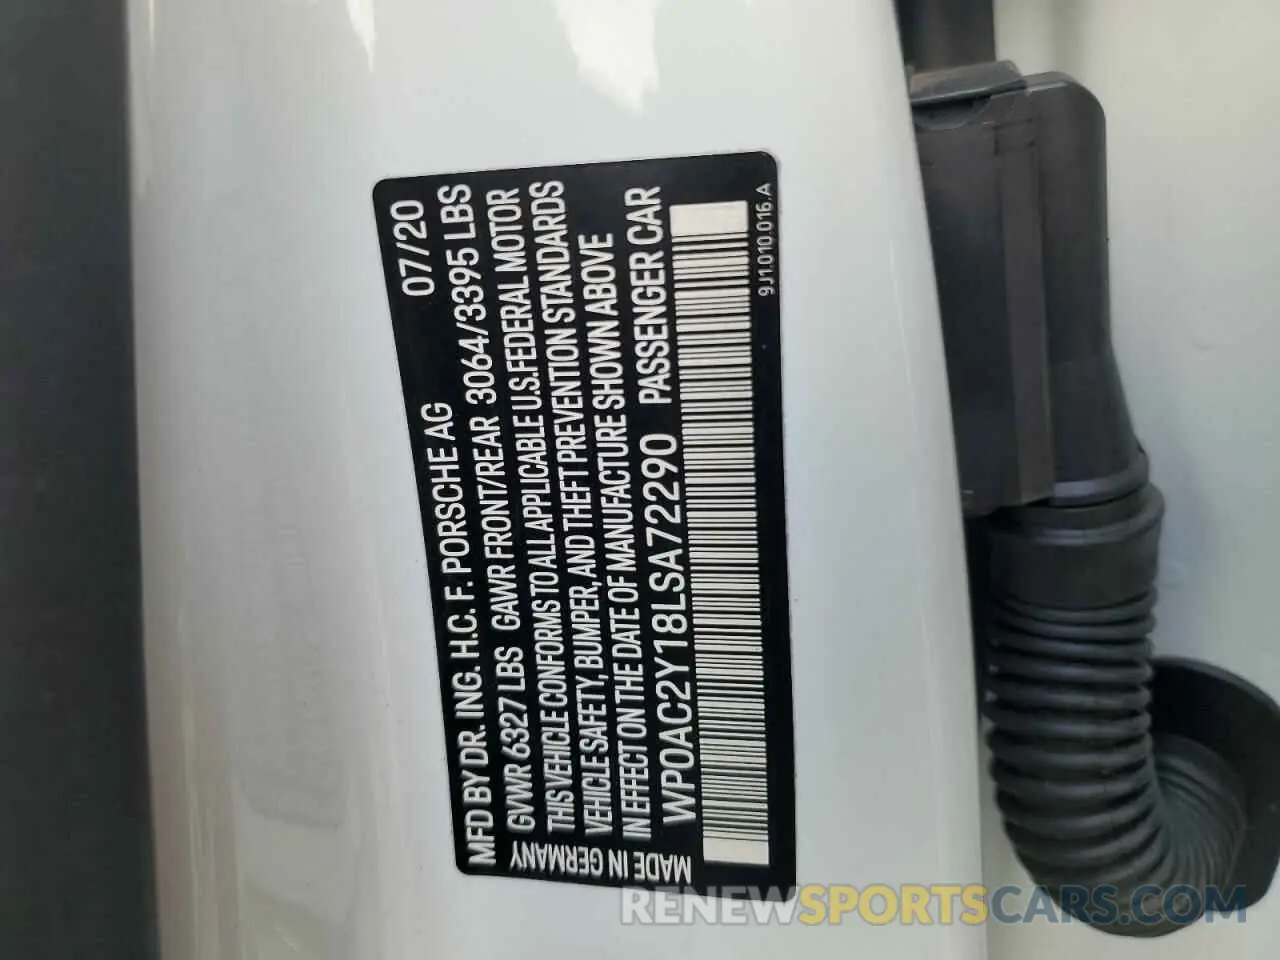 MFD BY DR. ING. H.C. F. PORSCHE AG 07/20
GVWR 6327 LBS GAWR FRONT/REAR 3064/3395 LBS
THIS VEHICLE CONFORMS TO ALL APPLICABLE U.S. FEDERAL MOTOR
VEHICLE SAFETY, BUMPER, AND THEFT PREVENTION STANDARDS
IN EFFECT ON THE DATE OF MANUFACTURE SHOWN ABOVE
WP0AC2Y18LSA72290 PASSENGER CAR
MADE IN GERMANY
9J1.010.016.A
RENEWSPORTSCARS.COM